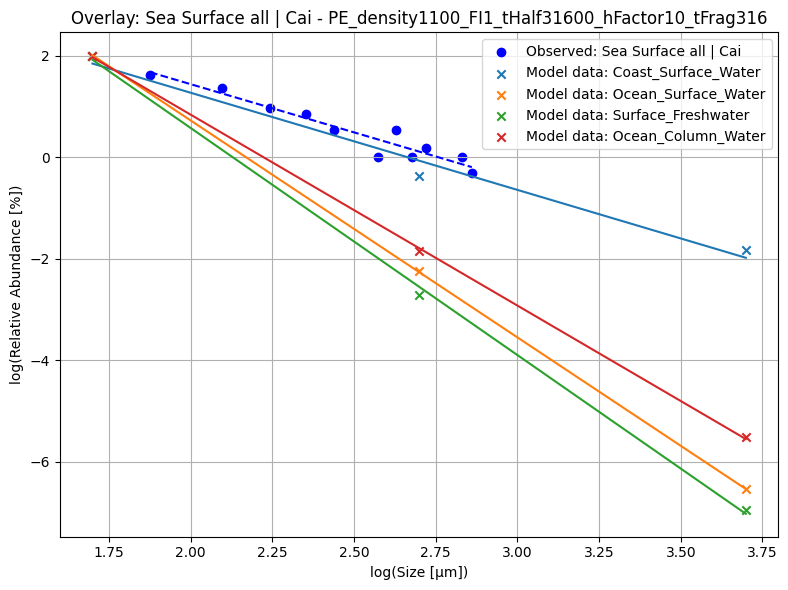 Overlay: Sea Surface all | Cai - PE_density1100_FI1_tHalf31600_hFactor10_tFrag316
Observed: Sea Surface all | Cai
Model data: Coast_Surface_Water
Model data: Ocean_Surface_Water
Model data: Surface_Freshwater
Model data: Ocean_Column_Water
log(Relative Abundance [%])
2
0
−2
−4
−6
1.75
2.00
2.25
2.50
2.75
3.00
3.25
3.50
3.75
log(Size [µm])